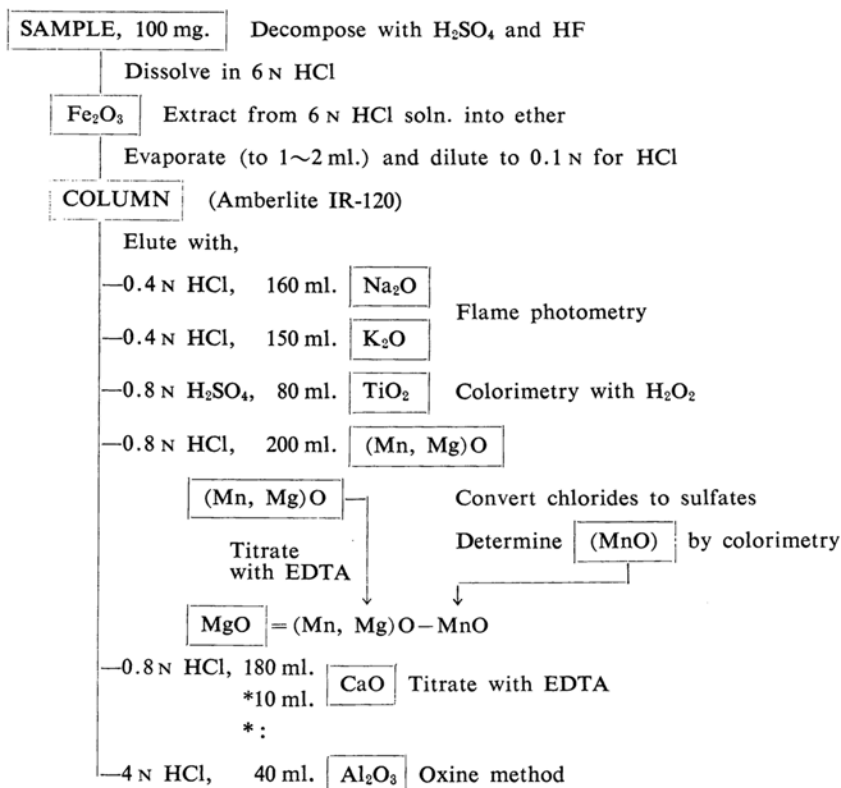 SAMPLE, 100 mg. Decompose with H₂SO₄ and HF
Dissolve in 6 N HCl
Fe₂O₃ Extract from 6 N HCl soln. into ether
Evaporate (to 1~2 ml.) and dilute to 0.1 N for HCl
COLUMN (Amberlite IR-120)
Elute with,
—0.4 N HCl, 160 ml. Na₂O
Flame photometry
—0.4 N HCl, 150 ml. K₂O
—0.8 N H₂SO₄, 80 ml. TiO₂ Colorimetry with H₂O₂
—0.8 N HCl, 200 ml. (Mn, Mg)O
(Mn, Mg)O Convert chlorides to sulfates
Determine (MnO) by colorimetry
Titrate
with EDTA
MgO = (Mn, Mg)O−MnO
—0.8 N HCl, 180 ml. CaO Titrate with EDTA
*10 ml.
* :
—4 N HCl, 40 ml. Al₂O₃ Oxine method